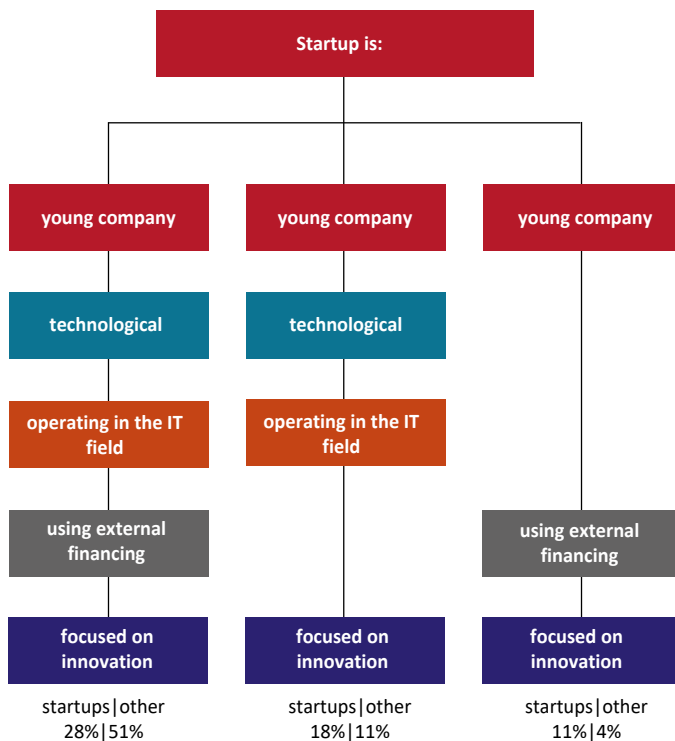 Startup is:
young company
young company
young company
technological
technological
operating in the IT
field
operating in the IT
field
using external
financing
using external
financing
focused on
innovation
focused on
innovation
focused on
innovation
startups|other
28%|51%
startups|other
18%|11%
startups|other
11%|4%